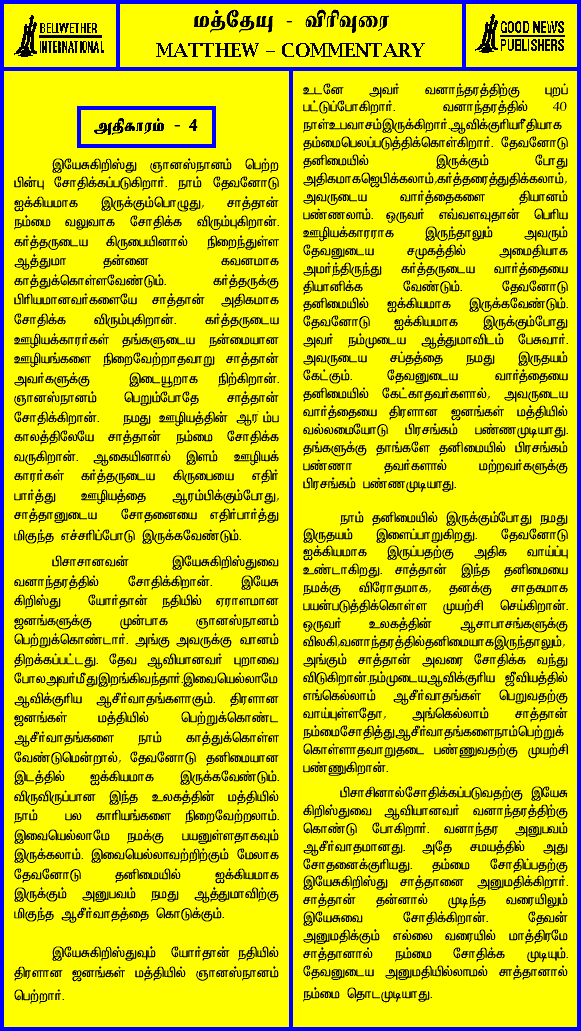 BELWETHER
INTERNATIONAL
மத்தேயு - விரிவுரை
MATTHEW – COMMENTARY
GOOD NEWS
PUBLISHERS
அதிகாரம் - 4
இயேசுகிறிஸ்து ஞானஸ்நானம் பெற்ற
பின்பு சோதிக்கப்படுகிறார். நாம் தேவனோடு
ஐக்கியமாக இருக்கும்பொழுது, சாத்தான்
நம்மை வலுவாக சோதிக்க விரும்புகிறான்.
கர்த்தருடைய கிருபையினால் நிறைந்துள்ள
ஆத்துமா தன்னை கவனமாக
காத்துக்கொள்ளவேண்டும். கர்த்தருக்கு
பிரியமானவர்களையே சாத்தான் அதிகமாக
சோதிக்க விரும்புகிறான். கர்த்தருடைய
ஊழியக்காரர்கள் தங்களுடைய நன்மையான
ஊழியங்களை நிறைவேற்றாதவாறு சாத்தான்
அவர்களுக்கு இடையூறாக நிற்கிறான்.
ஞானஸ்நானம் பெறும்போதே சாத்தான்
சோதிக்கிறான். நமது ஊழியத்தின் ஆரம்ப
காலத்திலேயே சாத்தான் நம்மை சோதிக்க
வருகிறான். ஆகையினால் இளம் ஊழியக்
காரர்கள் கர்த்தருடைய கிருபையை எதிர்
பார்த்து ஊழியத்தை ஆரம்பிக்கும்போது,
சாத்தானுடைய சோதனையை எதிர்பார்த்து
மிகுந்த எச்சரிப்போடு இருக்கவேண்டும்.
பிசாசானவன் இயேசுகிறிஸ்துவை
வனாந்தரத்தில் சோதிக்கிறான். இயேசு
கிறிஸ்து யோர்தான் நதியில் ஏராளமான
ஜனங்களுக்கு முன்பாக ஞானஸ்நானம்
பெற்றுக்கொண்டார். அங்கு அவருக்கு வானம்
திறக்கப்பட்டது. தேவ ஆவியானவர் புறாவை
போலஅவர்மீதுஇறங்கிவந்தார்.இவையெல்லாமே
ஆவிக்குரிய ஆசீர்வாதங்களாகும். திரளான
ஜனங்கள் மத்தியில் பெற்றுக்கொண்ட
ஆசீர்வாதங்களை நாம் காத்துக்கொள்ள
வேண்டுமென்றால், தேவனோடு தனிமையான
இடத்தில் ஐக்கியமாக இருக்கவேண்டும்.
விருவிருப்பான இந்த உலகத்தின் மத்தியில்
நாம் பல காரியங்களை நிறைவேற்றலாம்.
இவையெல்லாமே நமக்கு பயனுள்ளதாகவும்
இருக்கலாம். இவையெல்லாவற்றிற்கும் மேலாக
தேவனோடு தனிமையில் ஐக்கியமாக
இருக்கும் அனுபவம் நமது ஆத்துமாவிற்கு
மிகுந்த ஆசீர்வாதத்தை கொடுக்கும்.
இயேசுகிறிஸ்துவும் யோர்தான் நதியில்
திரளான ஜனங்கள் மத்தியில் ஞானஸ்நானம்
பெற்றார்.
உடனே அவர் வனாந்தரத்திற்கு புறப்
பட்டுப்போகிறார். வனாந்தரத்தில் 40
நாள்உபவாசம்இருக்கிறார்.ஆவிக்குரியரீதியாக
தம்மைபெலப்படுத்திக்கொள்கிறார். தேவனோடு
தனிமையில் இருக்கும் போது
அதிகமாகஜெபிக்கலாம்,கர்த்தரைத்துதிக்கலாம்,
அவருடைய வார்த்தைகளை தியானம்
பண்ணலாம். ஒருவர் எவ்வளவுதான் பெரிய
ஊழியக்காரராக இருந்தாலும் அவரும்
தேவனுடைய சமுகத்தில் அமைதியாக
அமர்ந்திருந்து கர்த்தருடைய வார்த்தையை
தியானிக்க வேண்டும். தேவனோடு
தனிமையில் ஐக்கியமாக இருக்கவேண்டும்.
தேவனோடு ஐக்கியமாக இருக்கும்போது
அவர் நம்முடைய ஆத்துமாவிடம் பேசுவார்.
அவருடைய சப்தத்தை நமது இருதயம்
கேட்கும். தேவனுடைய வார்த்தையை
தனிமையில் கேட்காதவர்களால், அவருடைய
வார்த்தையை திரளான ஜனங்கள் மத்தியில்
வல்லமையோடு பிரசங்கம் பண்ணமுடியாது.
தங்களுக்கு தாங்களே தனிமையில் பிரசங்கம்
பண்ணா தவர்களால் மற்றவர்களுக்கு
பிரசங்கம் பண்ணமுடியாது.
நாம் தனிமையில் இருக்கும்போது நமது
இருதயம் இளைப்பாறுகிறது. தேவனோடு
ஐக்கியமாக இருப்பதற்கு அதிக வாய்ப்பு
உண்டாகிறது. சாத்தான் இந்த தனிமையை
நமக்கு விரோதமாக, தனக்கு சாதகமாக
பயன்படுத்திக்கொள்ள முயற்சி செய்கிறான்.
ஒருவர் உலகத்தின் ஆசாபாசங்களுக்கு
விலகி,வனாந்தரத்தில்தனிமையாகஇருந்தாலும்,
அங்கும் சாத்தான் அவரை சோதிக்க வந்து
விடுகிறான்.நம்முடையஆவிக்குரிய ஜீவியத்தில்
எங்கெல்லாம் ஆசீர்வாதங்கள் பெறுவதற்கு
வாய்புள்ளதோ, அங்கெல்லாம் சாத்தான்
நம்மைசோதித்துஆசீர்வாதங்களைநாம்பெற்றுக்
கொள்ளாதவாறுதடை பண்ணுவதற்கு முயற்சி
பண்ணுகிறான்.
பிசாசினால்சோதிக்கப்படுவதற்கு இயேசு
கிறிஸ்துவை ஆவியானவர் வனாந்தரத்திற்கு
கொண்டு போகிறார். வனாந்தர அனுபவம்
ஆசீர்வாதமானது. அதே சமயத்தில் அது
சோதனைக்குரியது. தம்மை சோதிப்பதற்கு
இயேசுகிறிஸ்து சாத்தானை அனுமதிக்கிறார்.
சாத்தான் தன்னால் முடிந்த வரையிலும்
இயேசுவை சோதிக்கிறான். தேவன்
அனுமதிக்கும் எல்லை வரையில் மாத்திரமே
சாத்தானால் நம்மை சோதிக்க முடியும்.
தேவனுடைய அனுமதியில்லாமல் சாத்தானால்
நம்மை தொடமுடியாது.